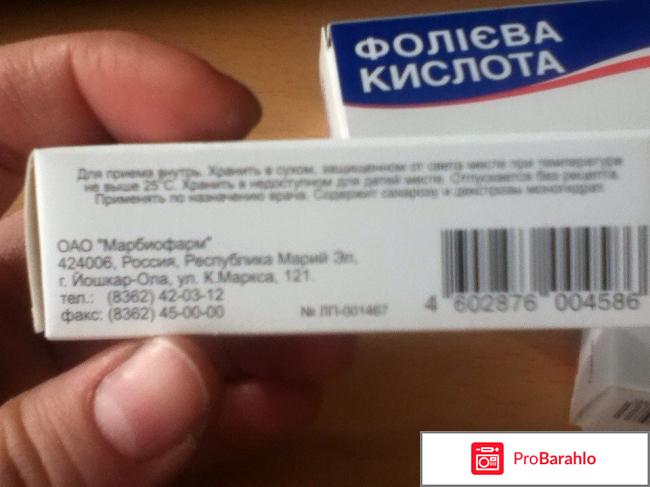 ФОЛІЄВА
КИСЛОТА
Для приема внутрь. Хранить в сухом, защищенном от света месте при температуре
не выше 25°С. Хранить в недоступном для детей месте. Отпускается без рецепта.
Применять по назначению врача. Содержит сахарозу и декстрозы моногидрат
ОАО "Марбиофарм"
424006, Россия, Республика Марий Эл,
г. Йошкар-Ола, ул. К.Маркса, 121.
тел.: (8362) 42-03-12
факс: (8362) 45-00-00
№ ЛП-001467
4 602876 004586
ProBarahlo